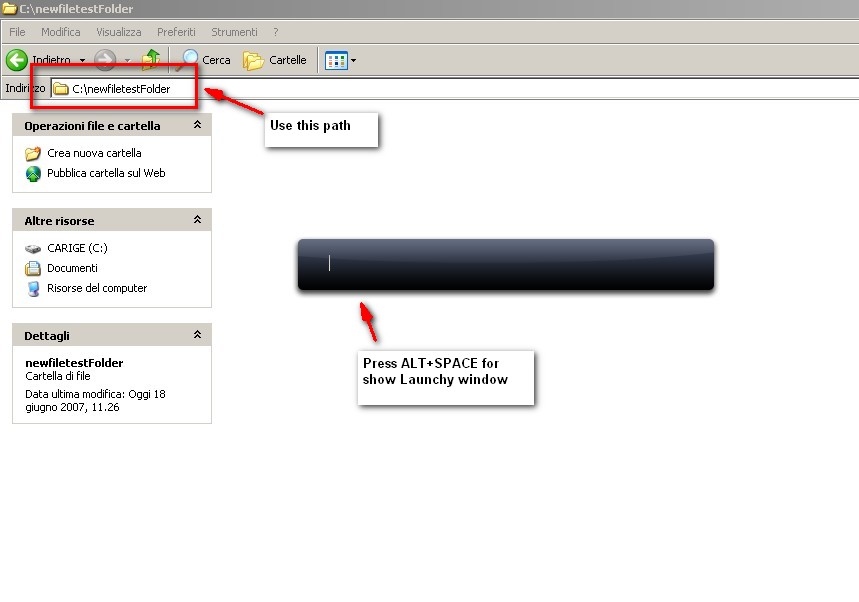 C:\newfiletestFolder
File Modifica Visualizza Preferiti Strumenti ?
Indietro Cerca Cartelle
Indirizzo C:\newfiletestFolder
Use this path
Operazioni file e cartella
Crea nuova cartella
Pubblica cartella sul Web
Altre risorse
CARIGE (C:)
Documenti
Risorse del computer
Press ALT+SPACE for
show Launchy window
Dettagli
newfiletestFolder
Cartella di file
Data ultima modifica: Oggi 18
giugno 2007, 11.26